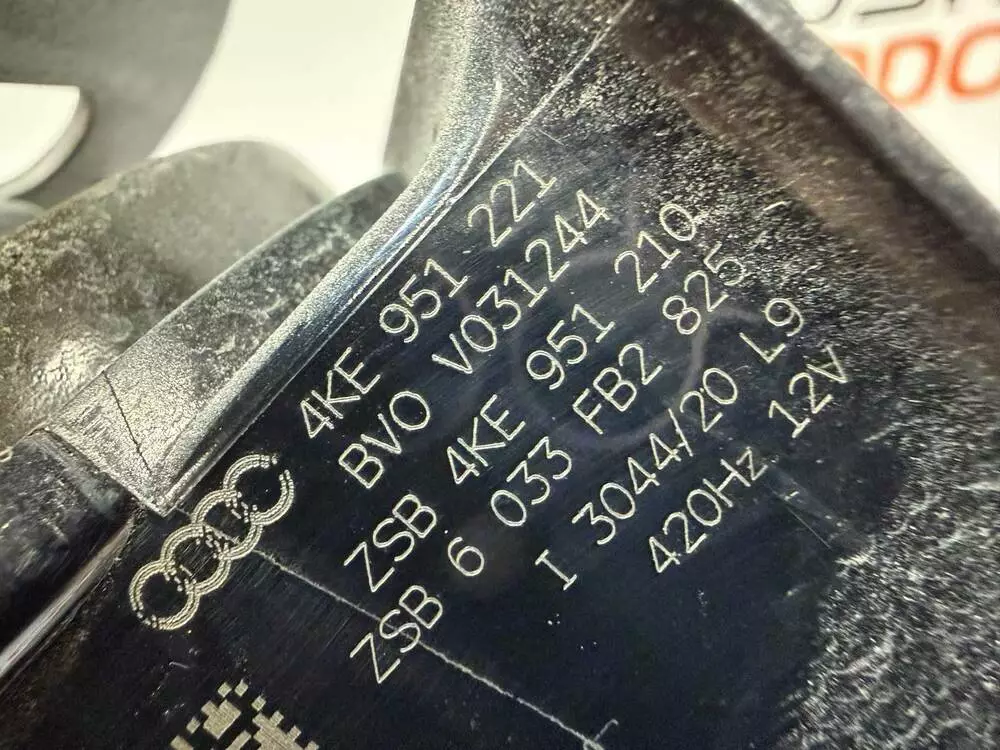 4KE 951 221
BVO V031244
ZSB 4KE 951 210
ZSB 6 033 FB2 825
I 3044/20 L9
420Hz 12V